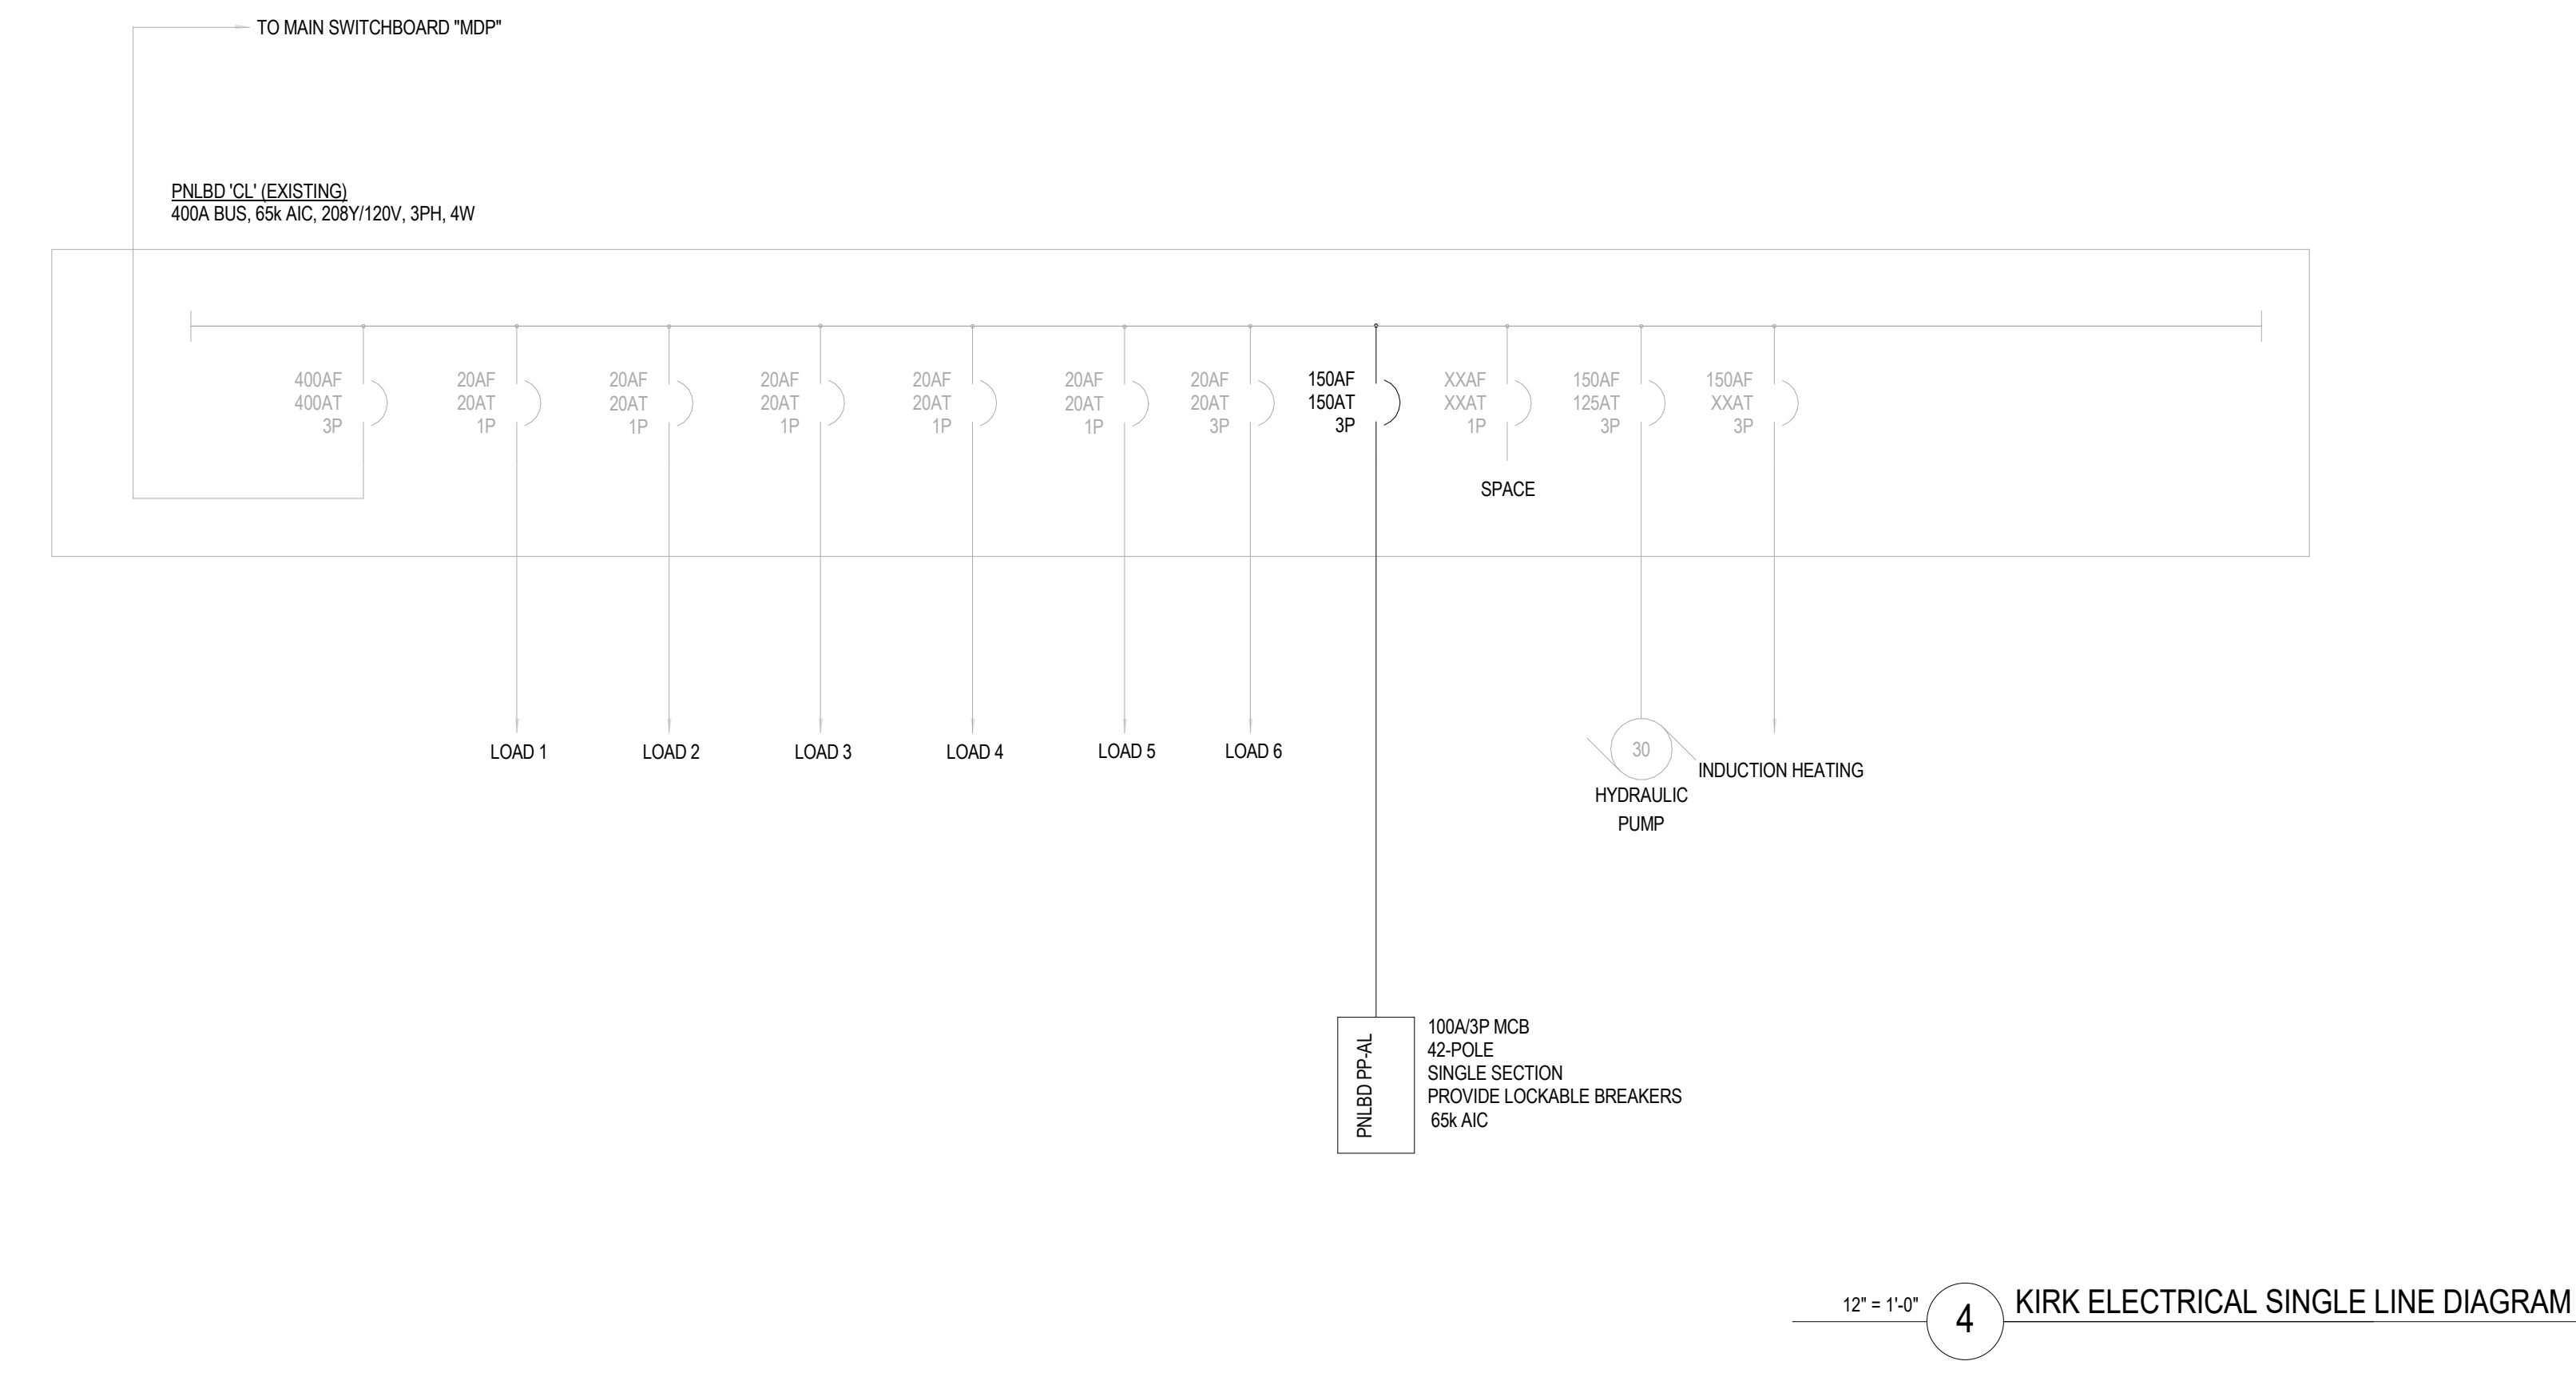 TO MAIN SWITCHBOARD "MDP"
PNLBD 'CL' (EXISTING)
400A BUS, 65k AIC, 208Y/120V, 3PH, 4W
400AF
400AT
3P
20AF
20AT
1P
20AF
20AT
1P
20AF
20AT
1P
20AF
20AT
1P
20AF
20AT
1P
20AF
20AT
3P
150AF
150AT
3P
XXAF
XXAT
1P
SPACE
150AF
125AT
3P
150AF
XXAT
3P
LOAD 1
LOAD 2
LOAD 3
LOAD 4
LOAD 5
LOAD 6
30
HYDRAULIC
PUMP
INDUCTION HEATING
PNLBD PP-AL
100A/3P MCB
42-POLE
SINGLE SECTION
PROVIDE LOCKABLE BREAKERS
65k AIC
12" = 1'-0"
4
KIRK ELECTRICAL SINGLE LINE DIAGRAM